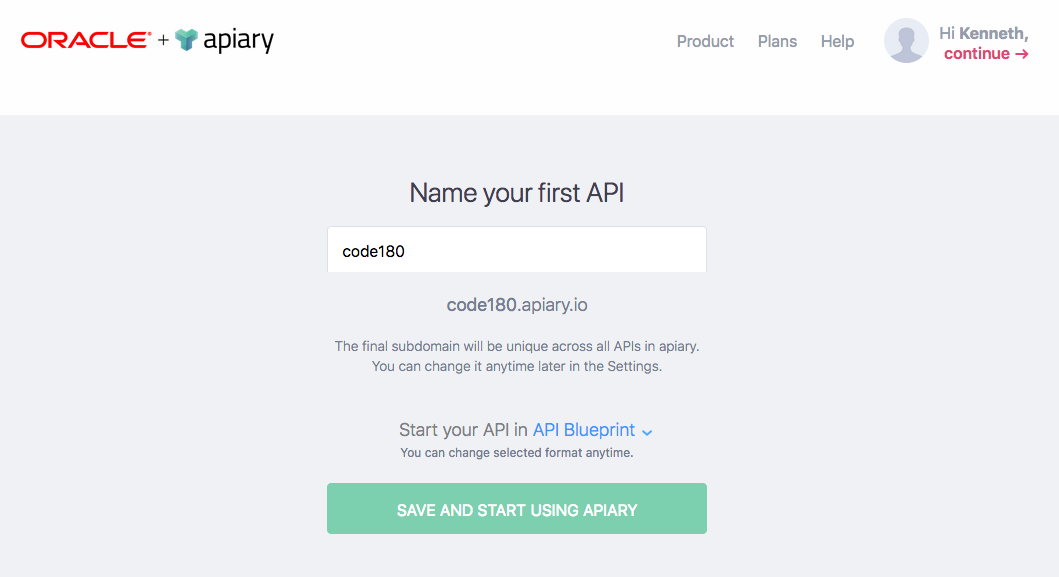 ORACLE® + apiary
Product Plans Help
Hi Kenneth,
continue →
Name your first API
code180
code180.apiary.io
The final subdomain will be unique across all APIs in apiary.
You can change it anytime later in the Settings.
Start your API in API Blueprint
You can change selected format anytime.
SAVE AND START USING APIARY